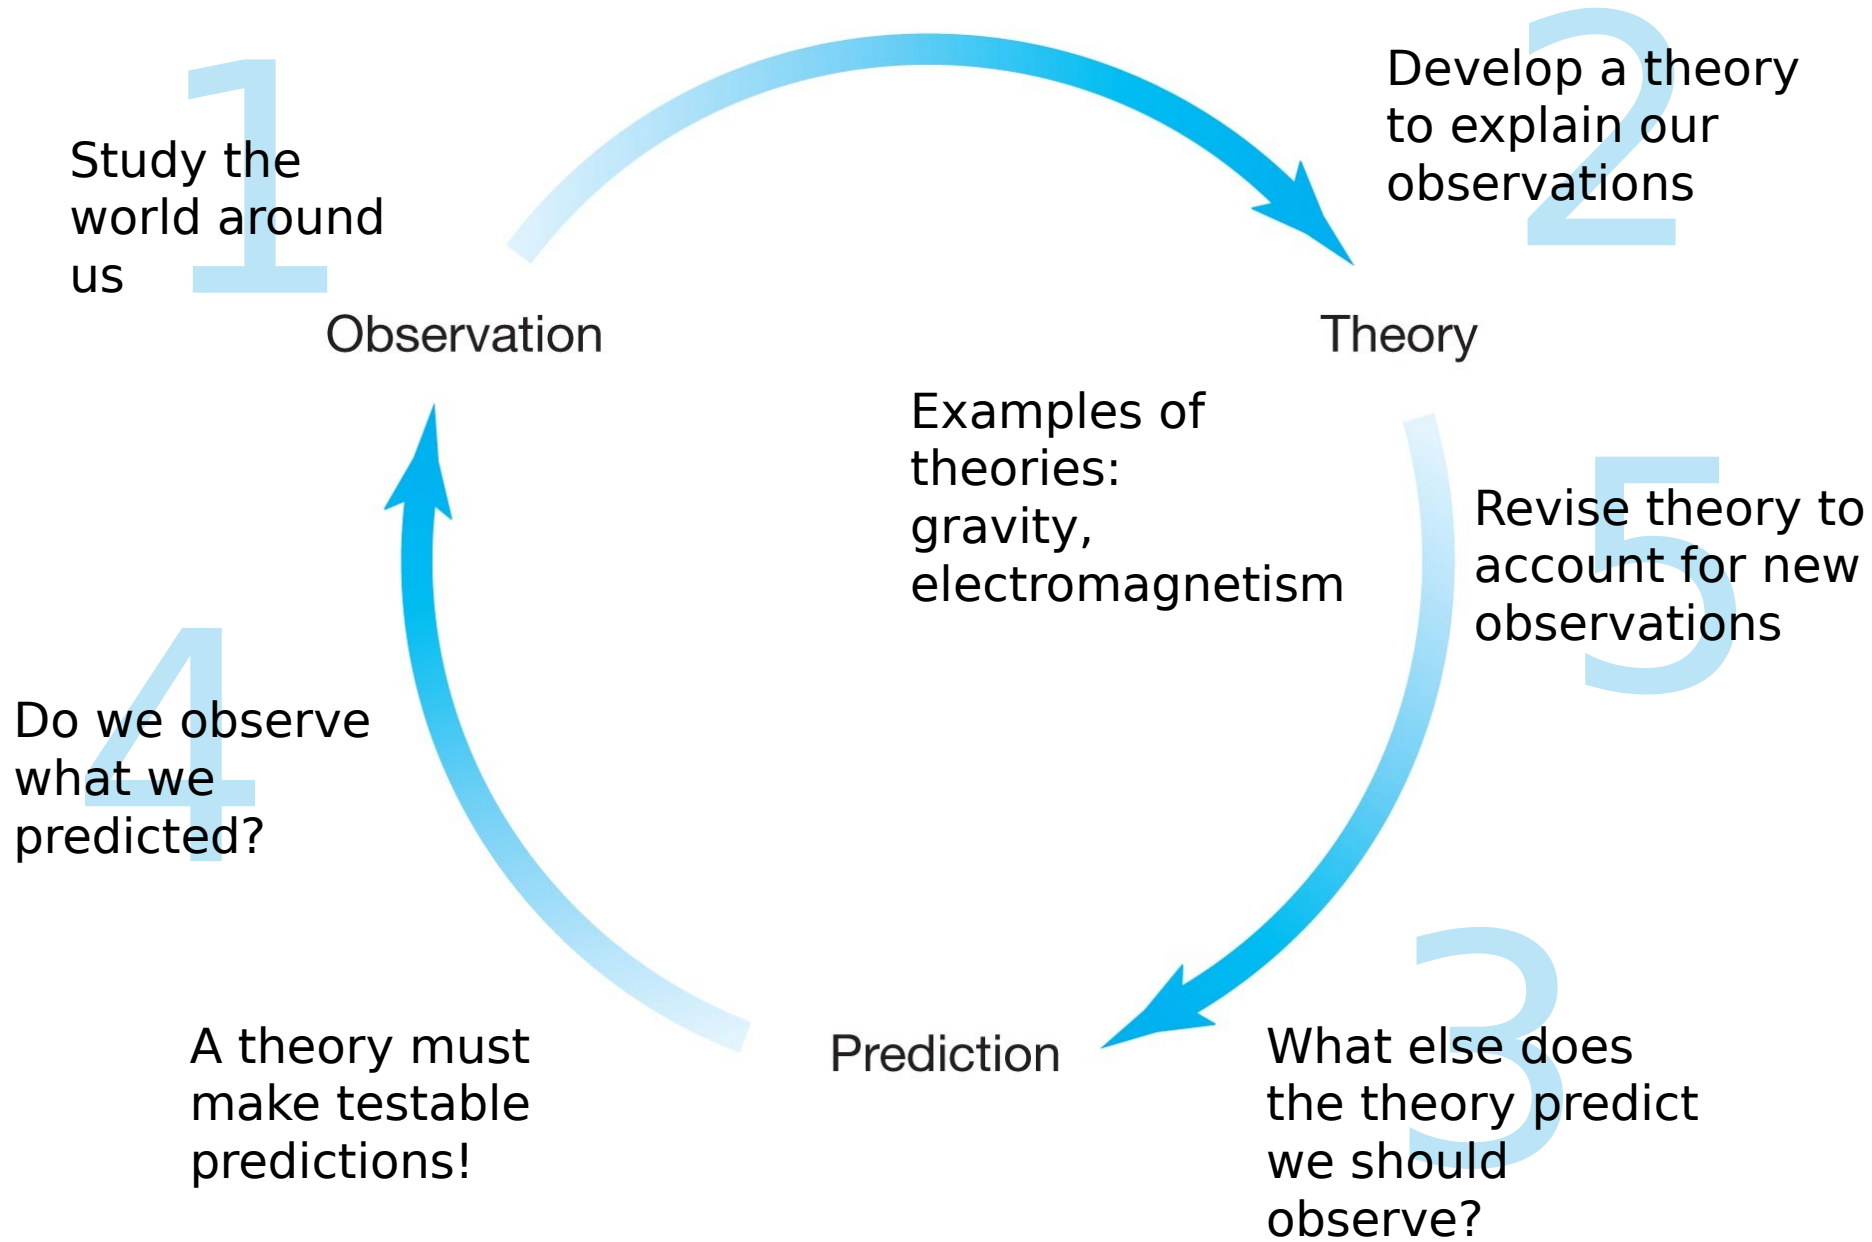 1
Study the
world around
us
Observation
2
Develop a theory
to explain our
observations
Theory
Examples of
theories:
gravity,
electromagnetism
5
Revise theory to
account for new
observations
4
Do we observe
what we
predicted?
A theory must
make testable
predictions!
Prediction
3
What else does
the theory predict
we should
observe?